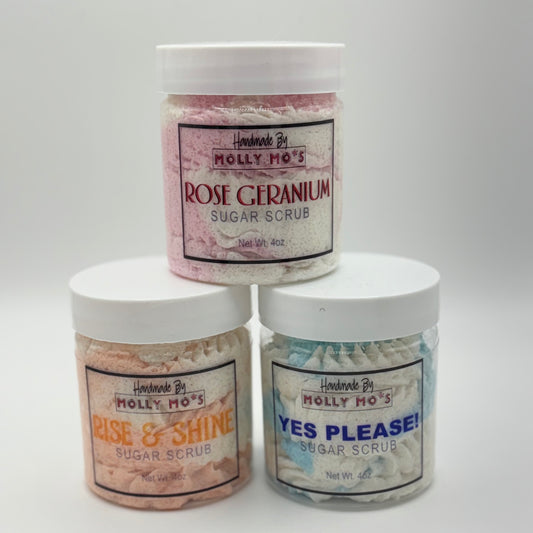 Handmade By
MOLLY MO*S
ROSE GERANIUM
SUGAR SCRUB
Net Wt. 4oz
Handmade By
MOLLY MO*S
RISE & SHINE
SUGAR SCRUB
Net Wt. 4oz
Handmade By
MOLLY MO*S
YES PLEASE!
SUGAR SCRUB
Net Wt. 4oz